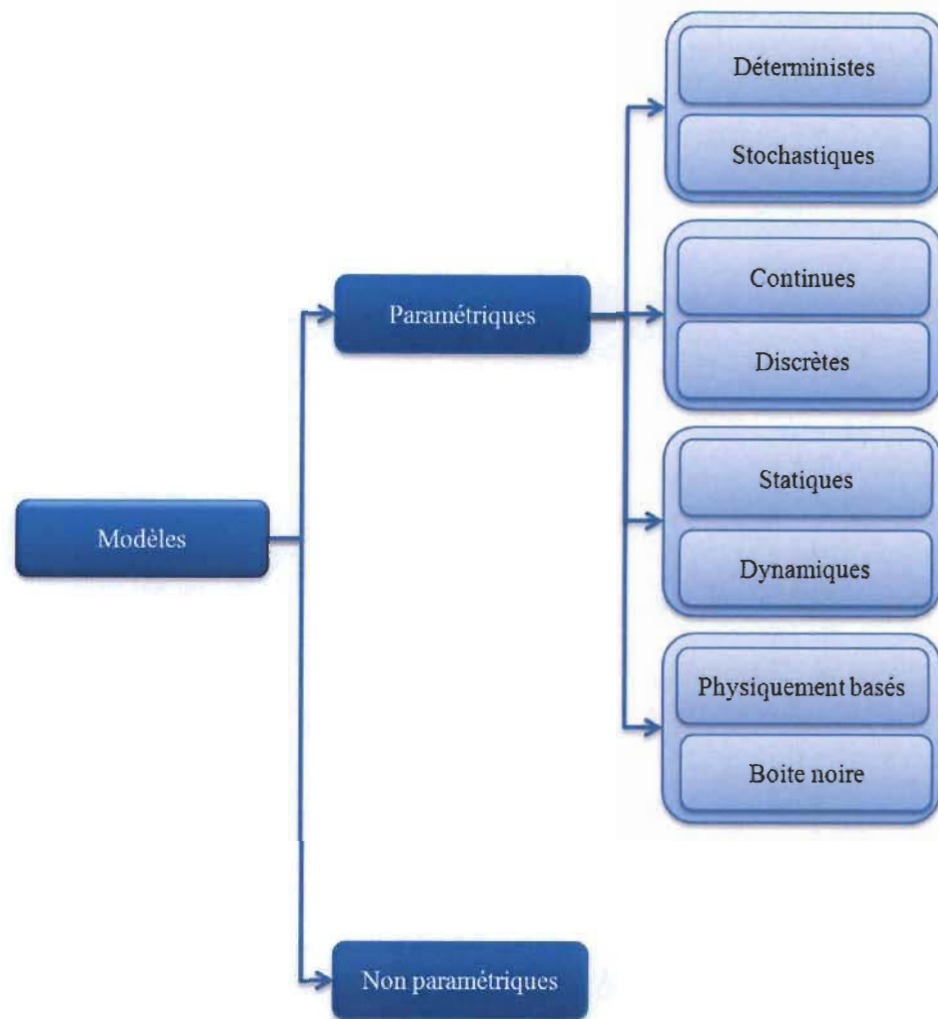 Déterministes
Stochastiques
Continues
Paramétriques
Discrètes
Statiques
Modèles
Dynamiques
Physiquement basés
Boite noire
Non paramétriques